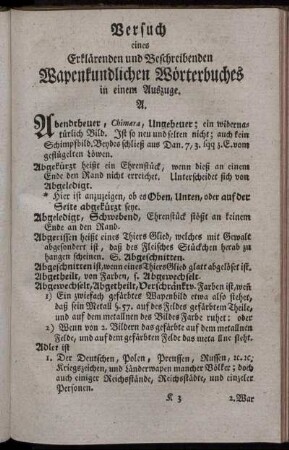 Versuch
eines
Erklärenden und Beschreibenden
Wapenkundlichen Wörterbuches
in einem Auszuge.
A.
Abendtheuer, Chimæra, Ungeheuer; ein widerna-
türlich Bild. Ist so neu und selten nicht; auch kein
Schimpfbild. Beydes schließ aus Dan. 7/3. sqq z. E. vom
geflügelten Löwen.
Abgekürzt heißt ein Ehrenstück, wenn dieß an einem
Ende den Rand nicht erreichet. Unterscheidet sich von
Abgeledigt.
* Hier ist anzuzeigen, ob es Oben, Unten, oder auf der
Seite abgekürzt seye.
Abgeledigt, Schwebend, Ehrenstück stößt an keinem
Ende an den Rand.
Abgerissen heißt eines Thiers Glied, welches mit Gewalt
abgesondert ist, daß des Fleisches Stückchen herab zu
hangen scheinen. S. Abgeschnitten.
Abgeschnitten ist, wenn eines Thiers Glied glatt abgelöset ist.
Abgetheilt, von Farben, s. Abgewechselt.
Abgewechselt, Abgetheilt, Verschränkt, v. Farben ist, weñ
1) Ein zwiefach gefärbtes Wapenbild etwa also stehet,
daß sein Metall §. 57. auf des Feldes gefärbtem Theile,
und auf dem metallnen des Bildes Farbe ruhet: oder
2) Wenn von 2. Bildern das gefärbte auf dem metallnen
Felde, und auf dem gefärbten Felde das metallne steht.
Adler ist
1. Der Deutschen, Polen, Preussen, Russen, ꝛc. ꝛc.
Kriegszeichen, und Länderwapen mancher Völker; doch
auch einiger Reichsstände, Reichsstädte, und einzeler
Personen.
K 3 2. War